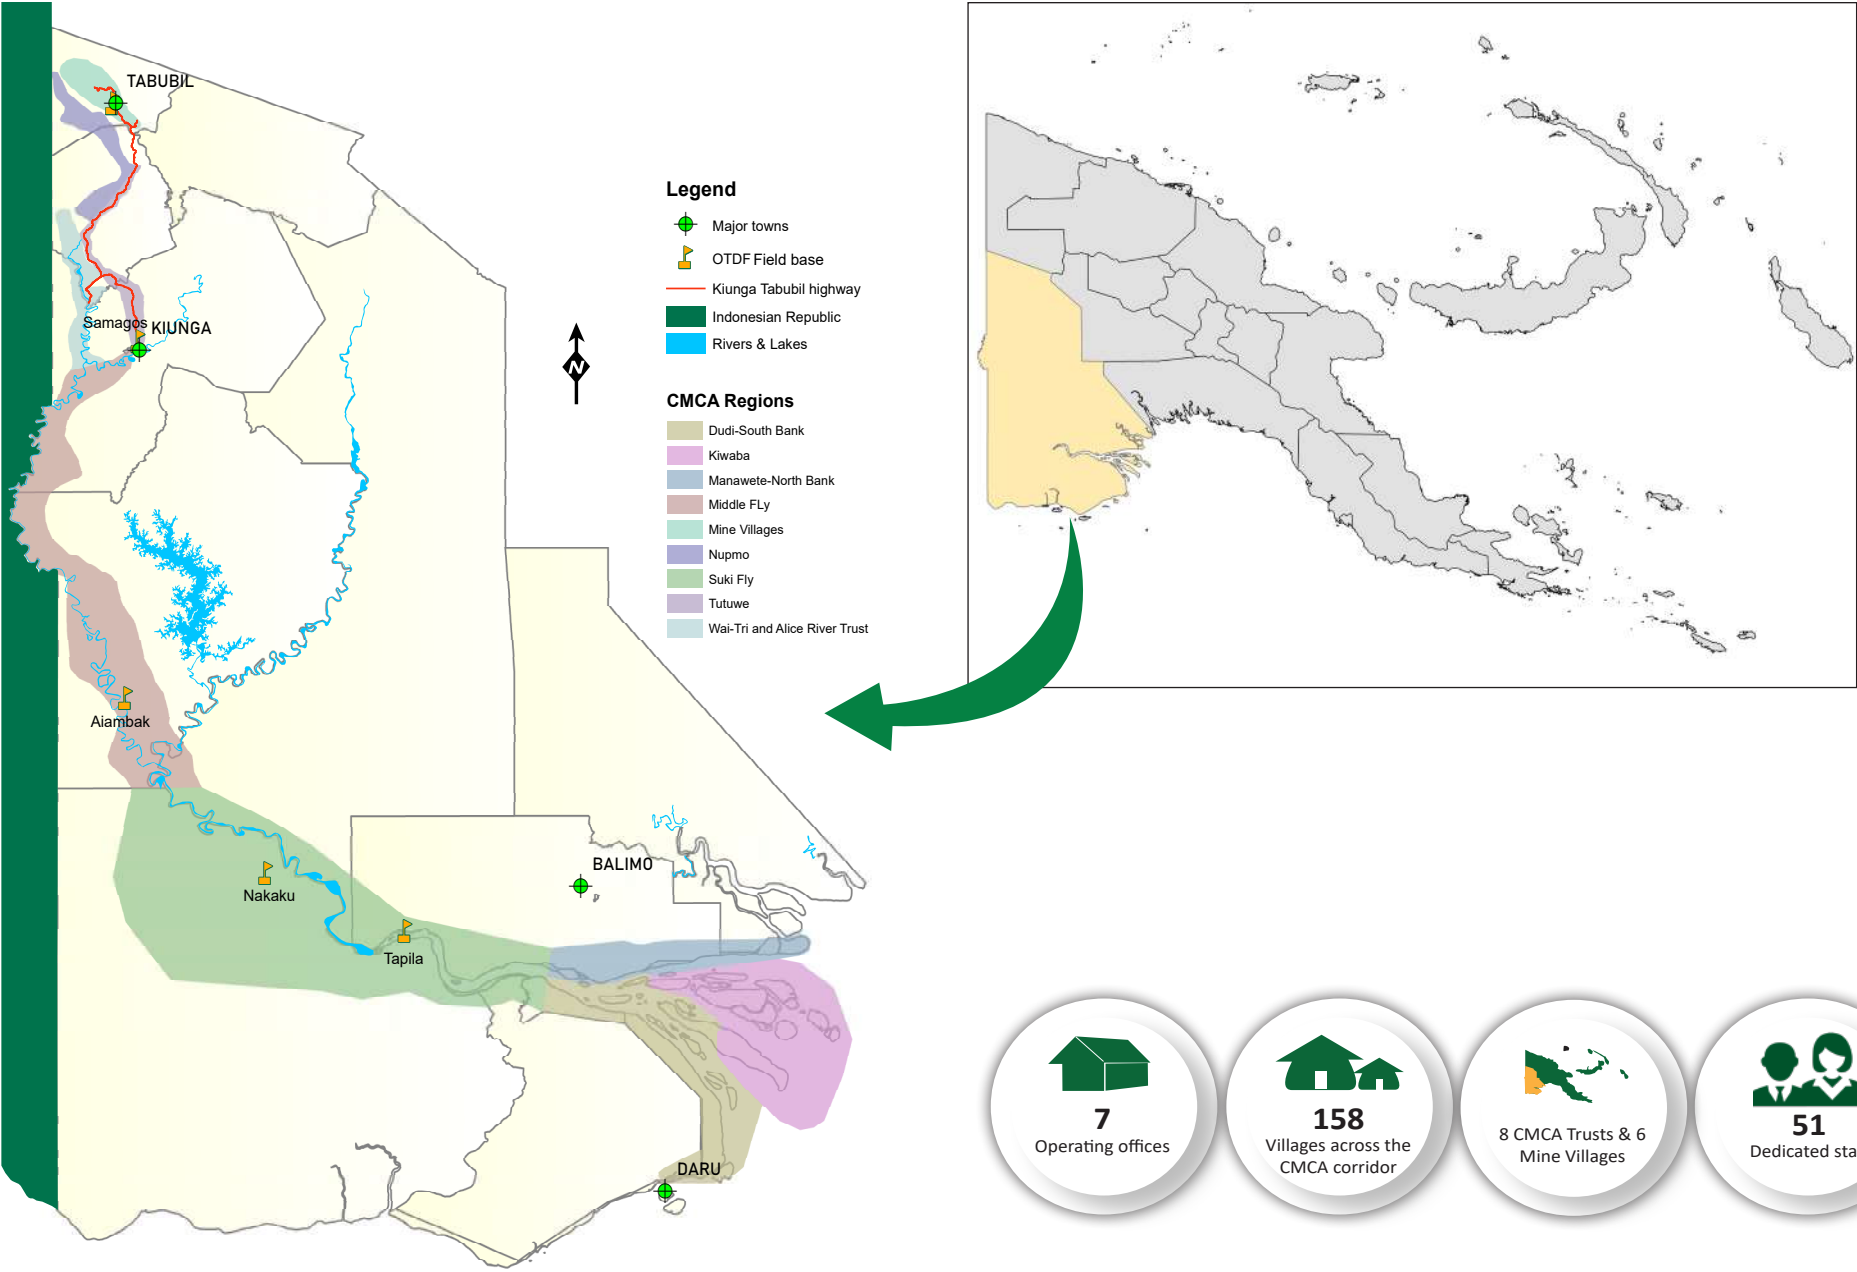 TABUBIL
Samagos
KIUNGA
Aiambak
Nakaku
Tapila
BALIMO
DARU
Legend
Major towns
OTDF Field base
Kiunga Tabubil highway
Indonesian Republic
Rivers & Lakes
N
CMCA Regions
Dudi-South Bank
Kiwaba
Manawete-North Bank
Middle FLy
Mine Villages
Nupmo
Suki Fly
Tutuwe
Wai-Tri and Alice River Trust
7
Operating offices
158
Villages across the
CMCA corridor
8 CMCA Trusts & 6
Mine Villages
51
Dedicated sta